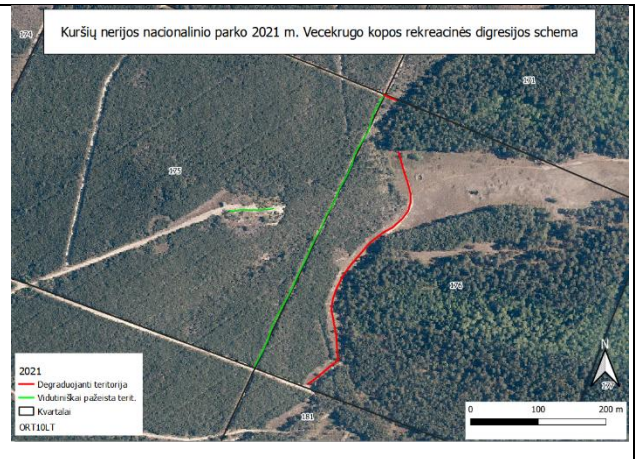 Kuršių nerijos nacionalinio parko 2021 m. Vecekrugo kopos rekreacinės digresijos schema
174
171
175
176
N
177
181
2021
Degraduojanti teritorija
Vidutiniškai pažeista terit.
Kvartalai
ORT10LT
0 100 200 m